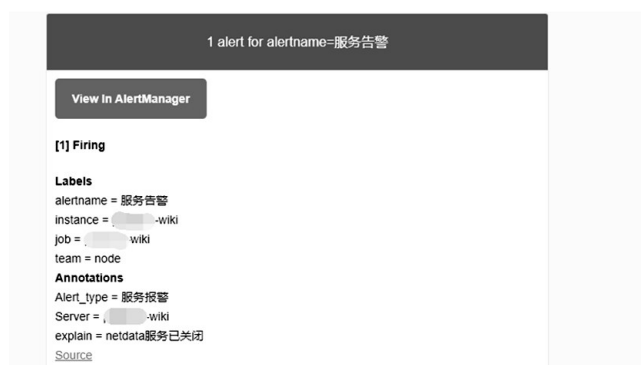 1 alert for alertname=服务告警
View In AlertManager
[1] Firing
Labels
alertname = 服务告警
instance = -wiki
job = wiki
team = node
Annotations
Alert_type = 服务报警
Server = -wiki
explain = netdata服务已关闭
Source